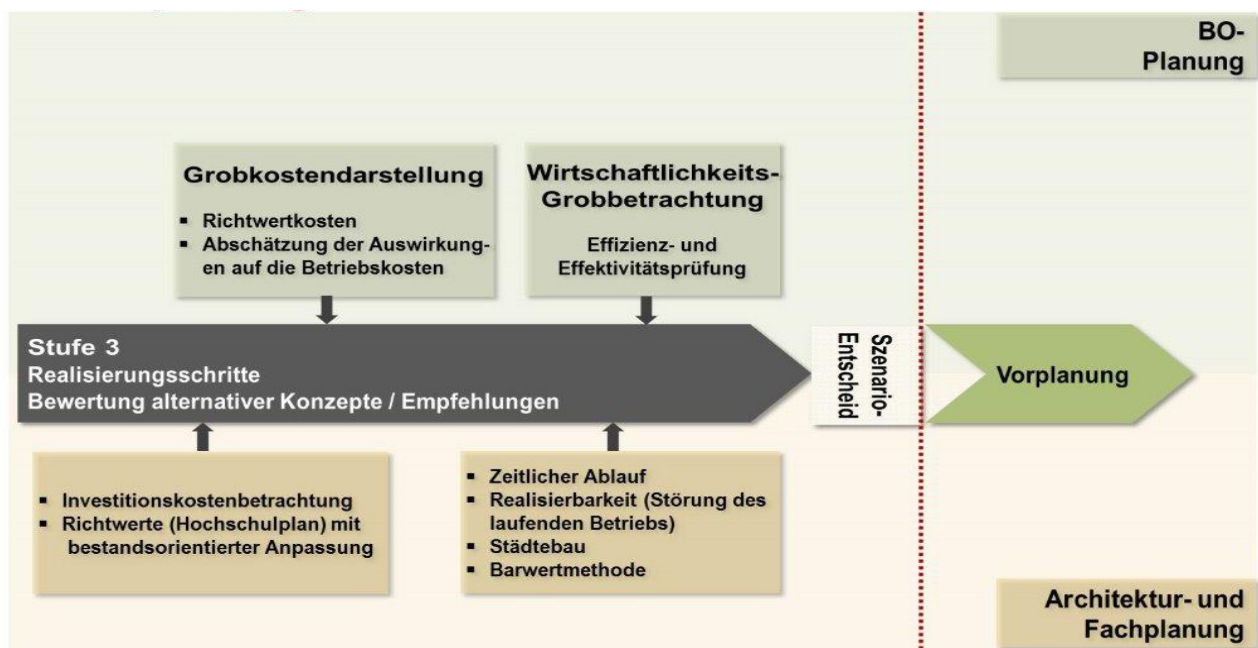 BO-
Planung
Grobkostendarstellung
▪ Richtwertkosten
▪ Abschätzung der Auswirkung-
en auf die Betriebskosten
Wirtschaftlichkeits-
Grobbetrachtung
Effizienz- und
Effektivitätsprüfung
Stufe 3
Realisierungsschritte
Bewertung alternativer Konzepte / Empfehlungen
Szenario-
Entscheid
Vorplanung
▪ Investitionskostenbetrachtung
▪ Richtwerte (Hochschulplan) mit
bestandsorientierter Anpassung
▪ Zeitlicher Ablauf
▪ Realisierbarkeit (Störung des
laufenden Betriebs)
▪ Städtebau
▪ Barwertmethode
Architektur- und
Fachplanung